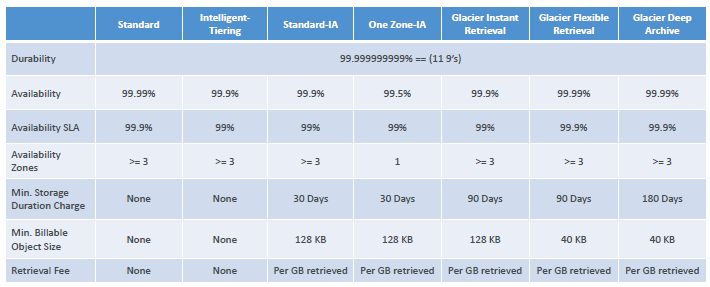 Standard Intelligent-Tiering Standard-IA One Zone-IA Glacier Instant Retrieval Glacier Flexible Retrieval Glacier Deep Archive
Durability 99.999999999% == (11 9's)
Availability 99.99% 99.9% 99.9% 99.5% 99.9% 99.99% 99.99%
Availability SLA 99.9% 99% 99% 99% 99% 99.9% 99.9%
Availability Zones >= 3 >= 3 >= 3 1 >= 3 >= 3 >= 3
Min. Storage Duration Charge None None 30 Days 30 Days 90 Days 90 Days 180 Days
Min. Billable Object Size None None 128 KB 128 KB 128 KB 40 KB 40 KB
Retrieval Fee None None Per GB retrieved Per GB retrieved Per GB retrieved Per GB retrieved Per GB retrieved